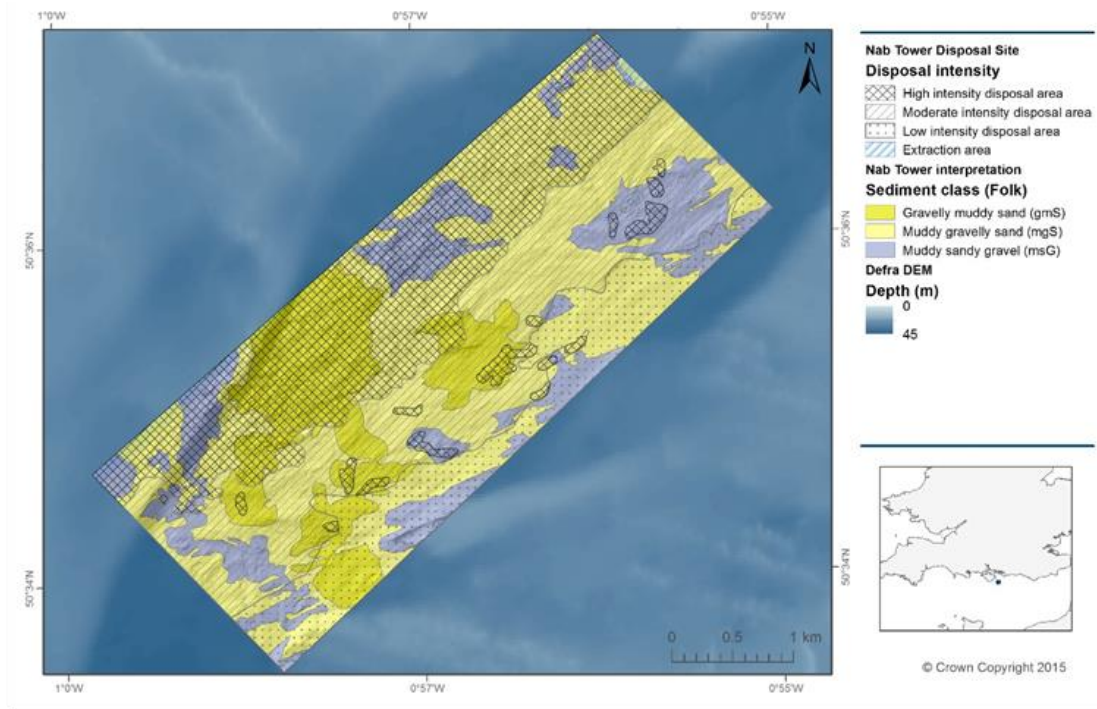 1°0'W
0°57'W
0°55'W
N
50°36'N
50°36'N
50°34'N
50°34'N
0
0.5
1 km
1°0'W
0°57'W
0°55'W
Nab Tower Disposal Site
Disposal intensity
High intensity disposal area
Moderate intensity disposal area
Low intensity disposal area
Extraction area
Nab Tower interpretation
Sediment class (Folk)
Gravelly muddy sand (gmS)
Muddy gravelly sand (mgS)
Muddy sandy gravel (msG)
Defra DEM
Depth (m)
0
45
© Crown Copyright 2015